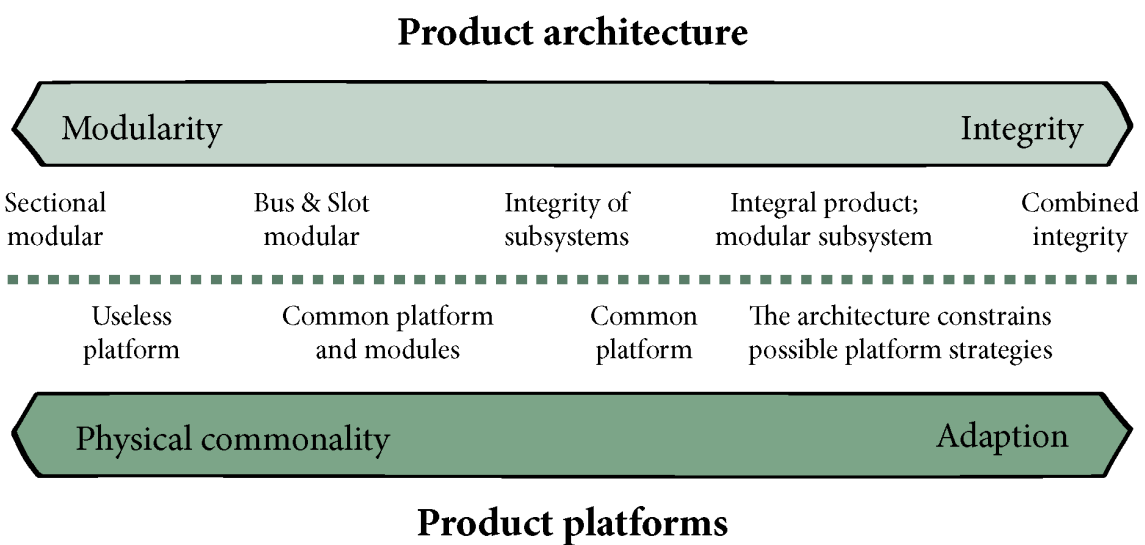 Product architecture
Modularity
Integrity
Sectional
modular
Bus & Slot
modular
Integrity of
subsystems
Integral product;
modular subsystem
Combined
integrity
Useless
platform
Common platform
and modules
Common
platform
The architecture constrains
possible platform strategies
Physical commonality
Adaption
Product platforms